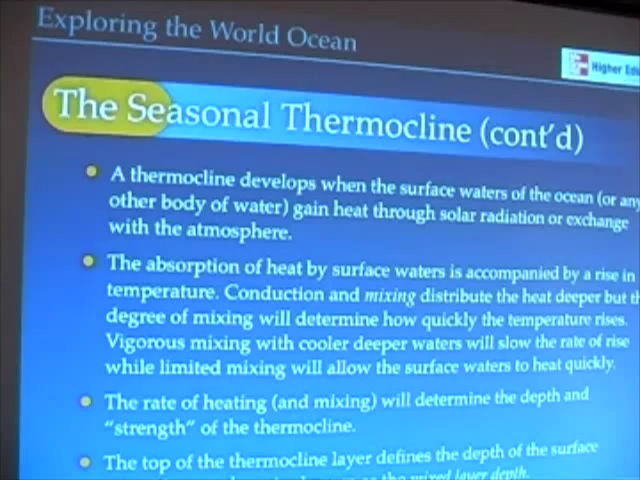 Exploring the World Ocean
Higher Edu
The Seasonal Thermocline (cont'd)
A thermocline develops when the surface waters of the ocean (or any
other body of water) gain heat through solar radiation or exchange
with the atmosphere.
The absorption of heat by surface waters is accompanied by a rise in
temperature. Conduction and mixing distribute the heat deeper but th
degree of mixing will determine how quickly the temperature rises.
Vigorous mixing with cooler deeper waters will slow the rate of rise
while limited mixing will allow the surface waters to heat quickly.
The rate of heating (and mixing) will determine the depth and
"strength" of the thermocline.
The top of the thermocline layer defines the depth of the surface
the mixed layer depth.